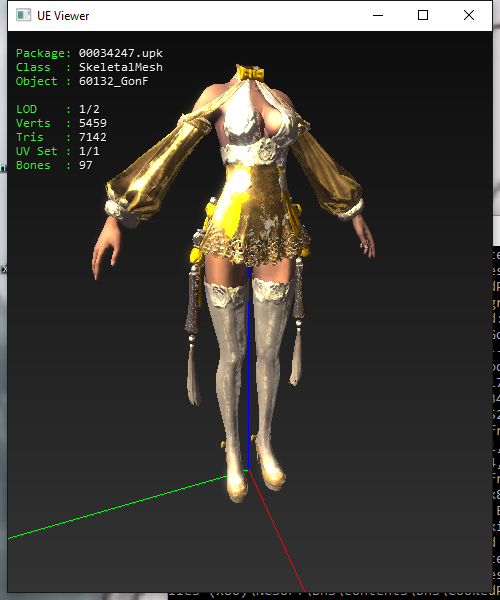 UE Viewer
Package: 00034247.upk
Class : SkeletalMesh
Object : 60132_GonF
LOD : 1/2
Verts : 5459
Tris : 7142
UV Set : 1/1
Bones : 97